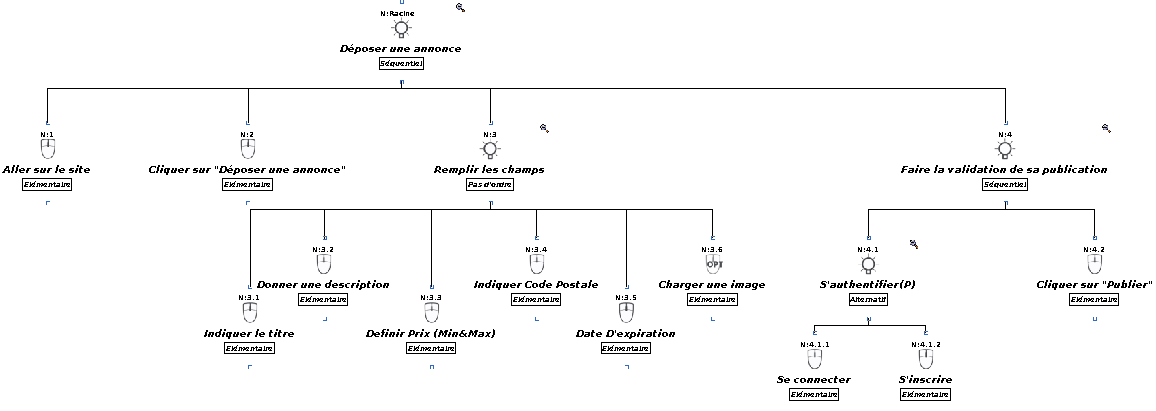 N:Racine
Déposer une annonce
Séquentiel
N:1
Aller sur le site
Elémentaire
N:2
Cliquer sur "Déposer une annonce"
Elémentaire
N:3
Remplir les champs
Pas d'ordre
N:4
Faire la validation de sa publication
Séquentiel
N:3.1
Indiquer le titre
Elémentaire
N:3.2
Donner une description
Elémentaire
N:3.3
Definir Prix (Min&Max)
Elémentaire
N:3.4
Indiquer Code Postale
Elémentaire
N:3.5
Date D'expiration
Elémentaire
N:3.6
OPT
Charger une image
Elémentaire
N:4.1
S'authentifier(P)
Alternatif
N:4.2
Cliquer sur "Publier"
Elémentaire
N:4.1.1
Se connecter
Elémentaire
N:4.1.2
S'inscrire
Elémentaire